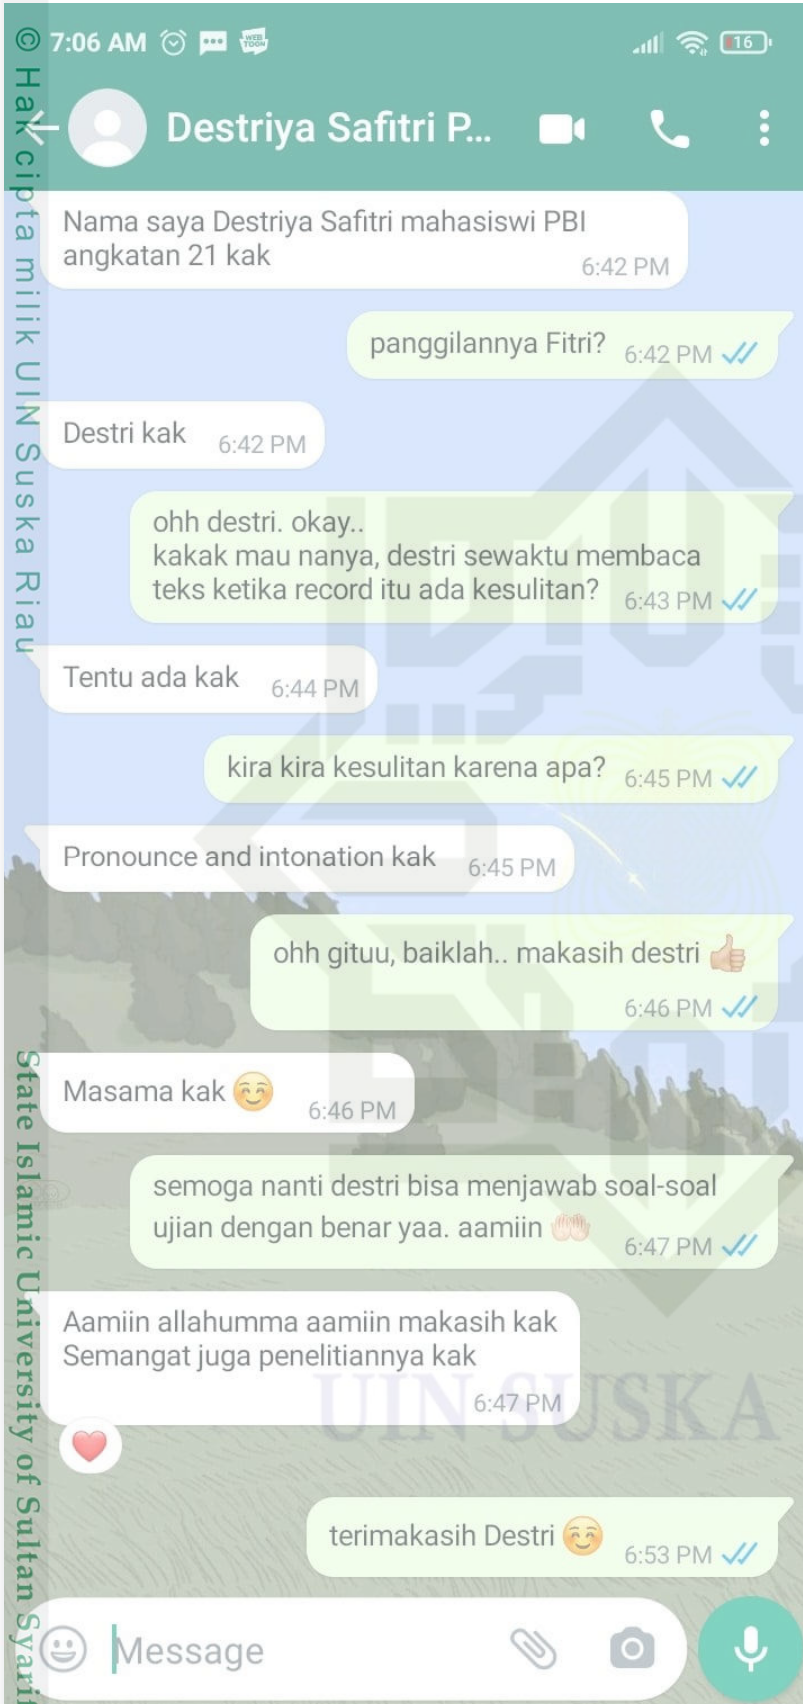 7:06 AM
WEB
TOON
16
Destriya Safitri P...
Nama saya Destriya Safitri mahasiswi PBI
angkatan 21 kak
6:42 PM
panggilannya Fitri?
6:42 PM
Destri kak
6:42 PM
ohh destri. okay..
kakak mau nanya, destri sewaktu membaca
teks ketika record itu ada kesulitan?
6:43 PM
Tentu ada kak
6:44 PM
kira kira kesulitan karena apa?
6:45 PM
Pronounce and intonation kak
6:45 PM
ohh gituu, baiklah.. makasih destri 👍🏻
6:46 PM
Masama kak ☺️
6:46 PM
semoga nanti destri bisa menjawab soal-soal
ujian dengan benar yaa. aamiin 🤲🏻
6:47 PM
Aamiin allahumma aamiin makasih kak
Semangat juga penelitiannya kak
6:47 PM
❤️
terimakasih Destri ☺️
6:53 PM
Message
© Hak cipta milik UIN Suska Riau
State Islamic University of Sultan Syarif
UIN SUSKA